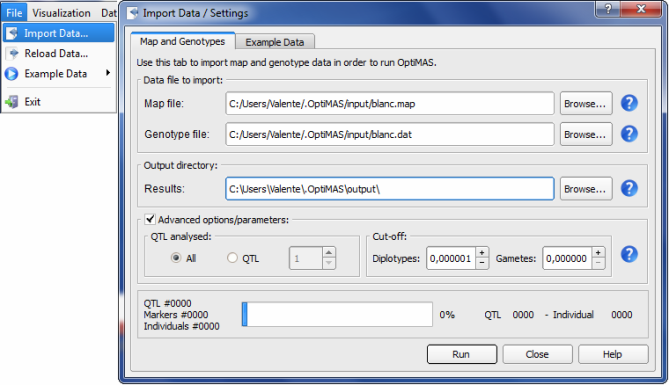 File Visualization Dat
Import Data...
Reload Data...
Example Data
Exit
Import Data / Settings
Map and Genotypes Example Data
Use this tab to import map and genotype data in order to run OptiMAS.
Data file to import:
Map file: C:/Users/Valente/.OptiMAS/input/blanc.map Browse... ?
Genotype file: C:/Users/Valente/.OptiMAS/input/blanc.dat Browse... ?
Output directory:
Results: C:\Users\Valente\.OptiMAS\output\ Browse... ?
Advanced options/parameters:
QTL analysed: Cut-off:
All QTL 1 Diplotypes: 0,000001 Gametes: 0,000000 ?
QTL #0000
Markers #0000 0% QTL 0000 - Individual 0000
Individuals #0000
Run Close Help